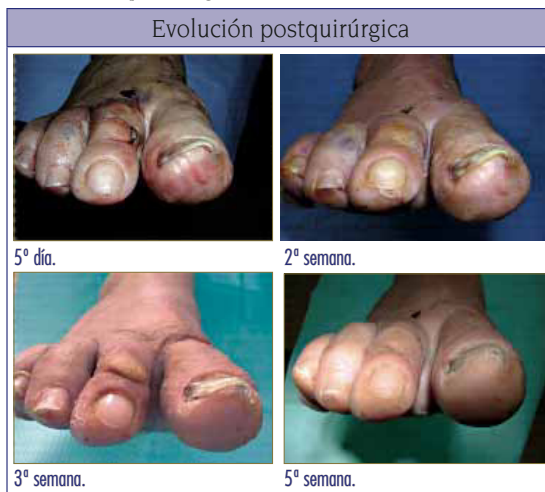 Evolución postquirúrgica
5º día.
2ª semana.
3ª semana.
5ª semana.